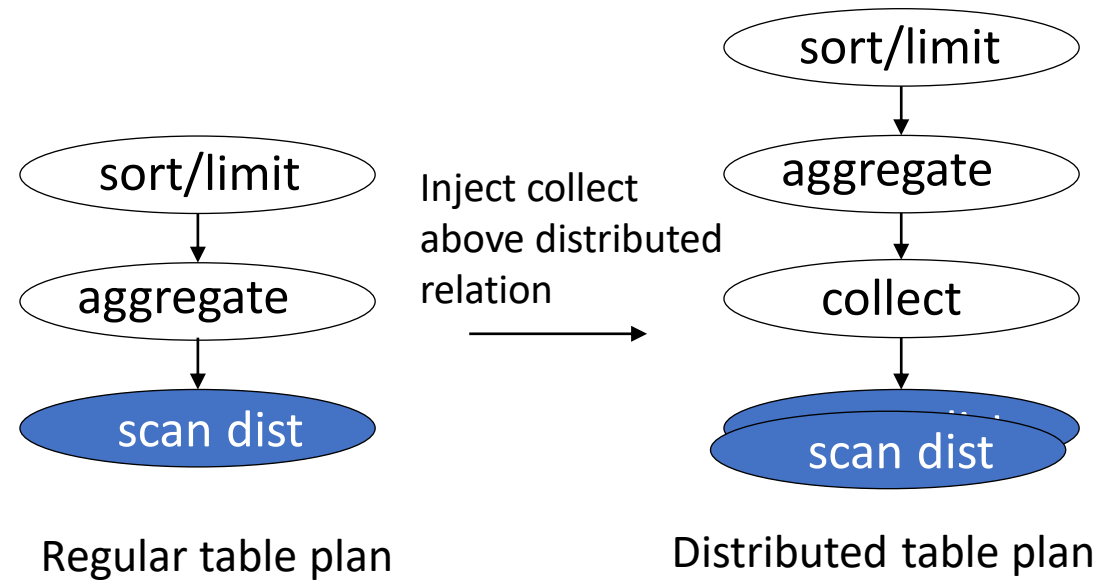 sort/limit
aggregate
scan dist
Regular table plan
Inject collect
above distributed
relation
sort/limit
aggregate
collect
scan dist
Distributed table plan